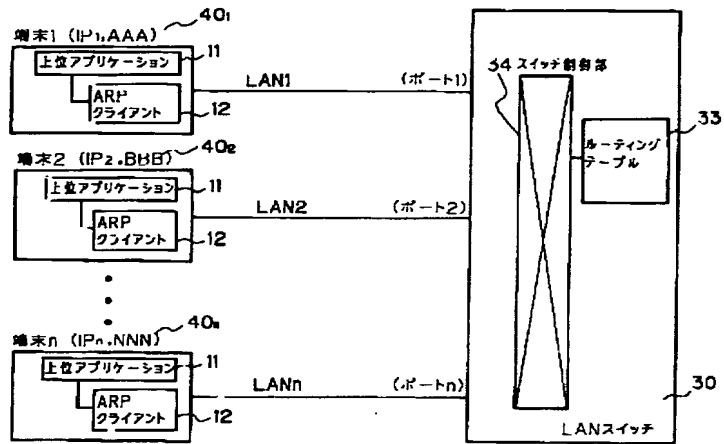 40₁
端末1 (IP₁.AAA)
上位アプリケーション
11
ARP
クライアント
12
LAN1
(ポート1)
34
スイッチ制御部
33
ルーティング
テーブル
40₂
端末2 (IP₂.BBB)
上位アプリケーション
11
ARP
クライアント
12
LAN2
(ポート2)
40ₙ
端末n (IPₙ.NNN)
上位アプリケーション
11
ARP
クライアント
12
LANn
(ポートn)
30
LANスイッチ